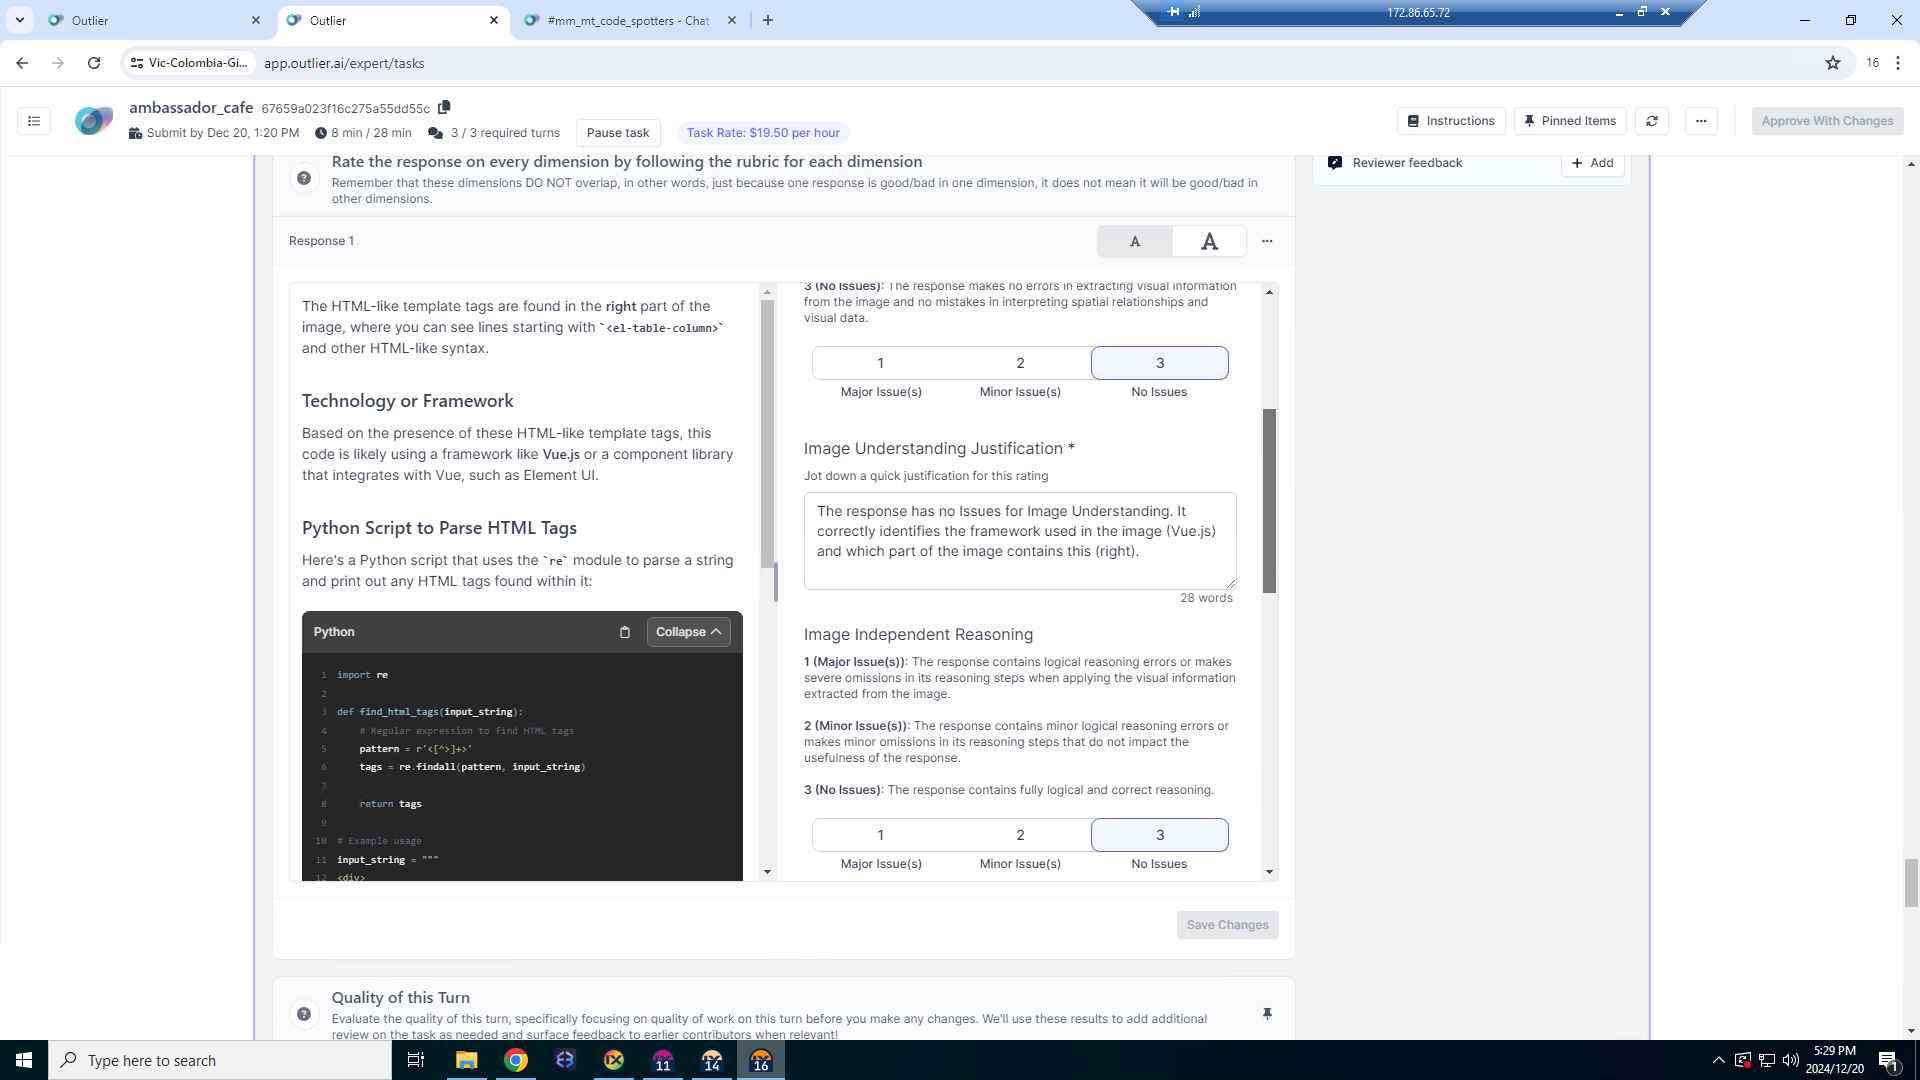 Outlier
Outlier
#mm_mt_code_spotters - Chat
172.86.65.72
Vic-Colombia-Gi...
app.outlier.ai/expert/tasks
16
ambassador_cafe 67659a023f16c275a55dd55c
Submit by Dec 20, 1:20 PM 8 min / 28 min 3 / 3 required turns Pause task Task Rate: $19.50 per hour
Instructions
Pinned Items
Approve With Changes
Rate the response on every dimension by following the rubric for each dimension
Remember that these dimensions DO NOT overlap, in other words, just because one response is good/bad in one dimension, it does not mean it will be good/bad in
other dimensions.
Reviewer feedback
Add
Response 1
A A
The HTML-like template tags are found in the right part of the
image, where you can see lines starting with `<el-table-column>`
and other HTML-like syntax.
Technology or Framework
Based on the presence of these HTML-like template tags, this
code is likely using a framework like Vue.js or a component library
that integrates with Vue, such as Element UI.
Python Script to Parse HTML Tags
Here's a Python script that uses the `re` module to parse a string
and print out any HTML tags found within it:
Python
Collapse
1 import re
2
3 def find_html_tags(input_string):
4 # Regular expression to find HTML tags
5 pattern = r'<[^>]+>'
6 tags = re.findall(pattern, input_string)
7
8 return tags
9
10 # Example usage
11 input_string = """
12 <div>
3 (No Issues): The response makes no errors in extracting visual information
from the image and no mistakes in interpreting spatial relationships and
visual data.
1 2 3
Major Issue(s) Minor Issue(s) No Issues
Image Understanding Justification *
Jot down a quick justification for this rating
The response has no Issues for Image Understanding. It
correctly identifies the framework used in the image (Vue.js)
and which part of the image contains this (right).
28 words
Image Independent Reasoning
1 (Major Issue(s)): The response contains logical reasoning errors or makes
severe omissions in its reasoning steps when applying the visual information
extracted from the image.
2 (Minor Issue(s)): The response contains minor logical reasoning errors or
makes minor omissions in its reasoning steps that do not impact the
usefulness of the response.
3 (No Issues): The response contains fully logical and correct reasoning.
1 2 3
Major Issue(s) Minor Issue(s) No Issues
Save Changes
Quality of this Turn
Evaluate the quality of this turn, specifically focusing on quality of work on this turn before you make any changes. We'll use these results to add additional
review on the task as needed and surface feedback to earlier contributors when relevant!
Type here to search
11
14
16
5:29 PM
2024/12/20
1